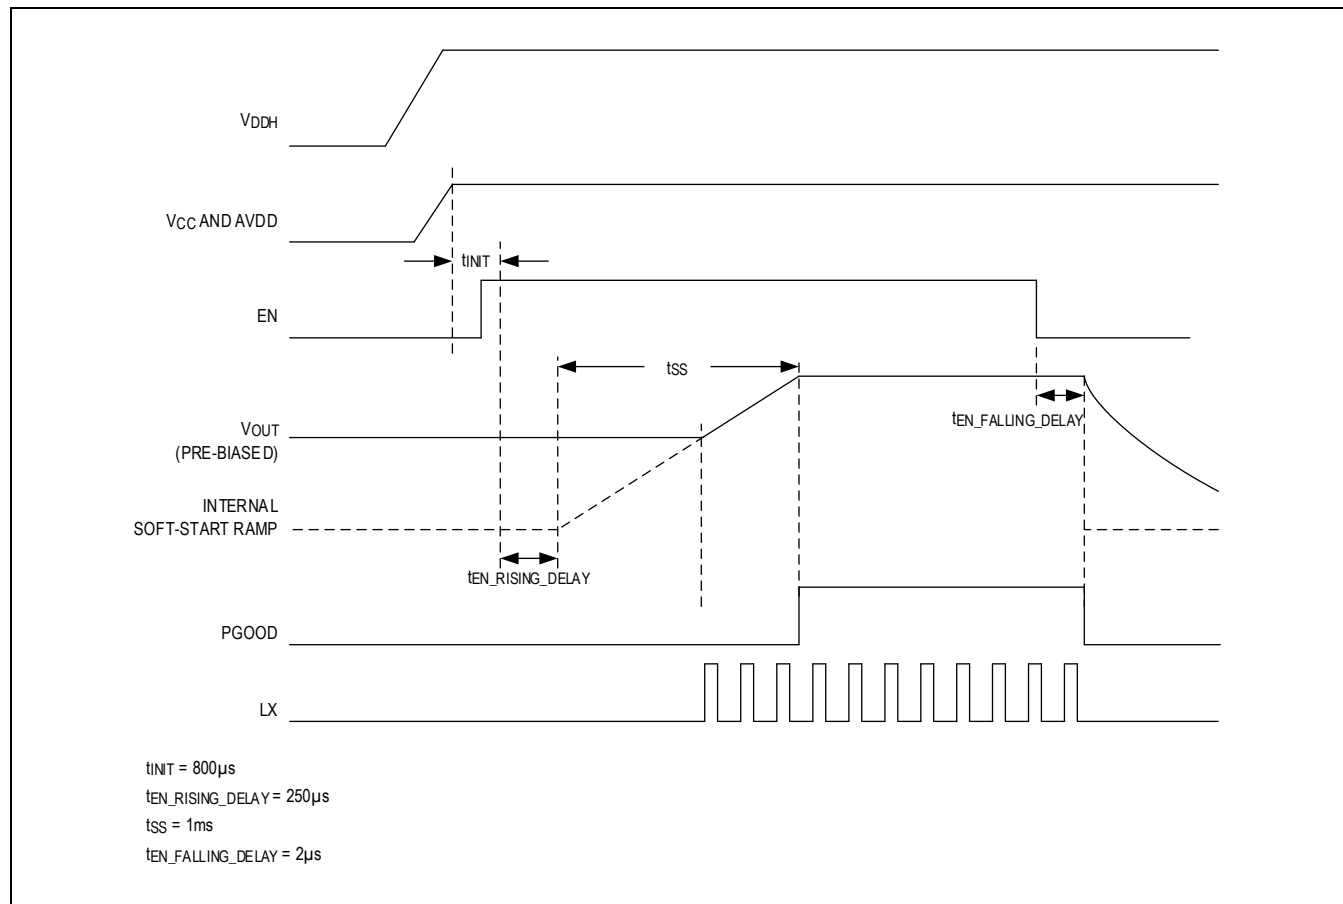 VDDH
VCC AND AVDD
tINIT
EN
tSS
VOUT
(PRE-BIASED)
tEN_FALLING_DELAY
INTERNAL
SOFT-START RAMP
tEN_RISING_DELAY
PGOOD
LX
tINIT = 800µs
tEN_RISING_DELAY = 250µs
tSS = 1ms
tEN_FALLING_DELAY = 2µs